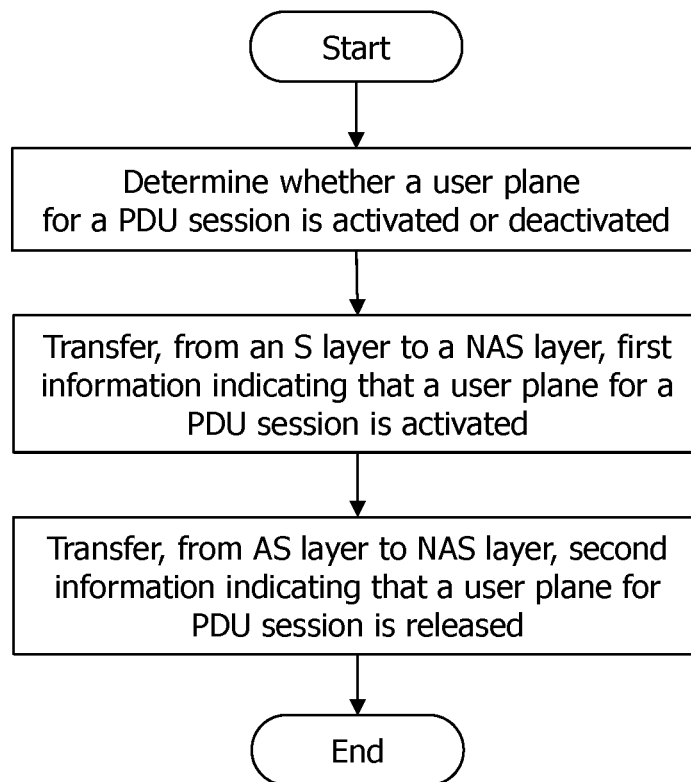 Start
Determine whether a user plane
for a PDU session is activated or deactivated
Transfer, from an S layer to a NAS layer, first
information indicating that a user plane for a
PDU session is activated
Transfer, from AS layer to NAS layer, second
information indicating that a user plane for
PDU session is released
End